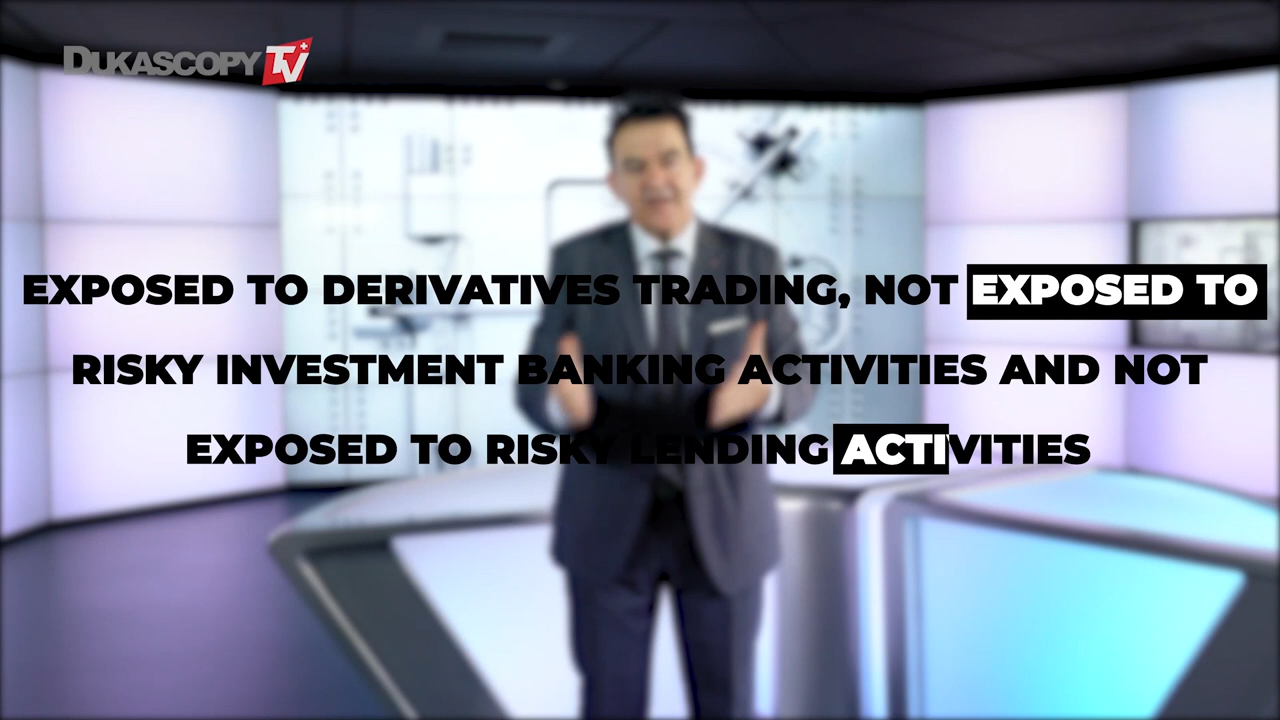 DUKASCOPY TV
EXPOSED TO DERIVATIVES TRADING, NOT EXPOSED TO
RISKY INVESTMENT BANKING ACTIVITIES AND NOT
EXPOSED TO RISKY LENDING ACTIVITIES